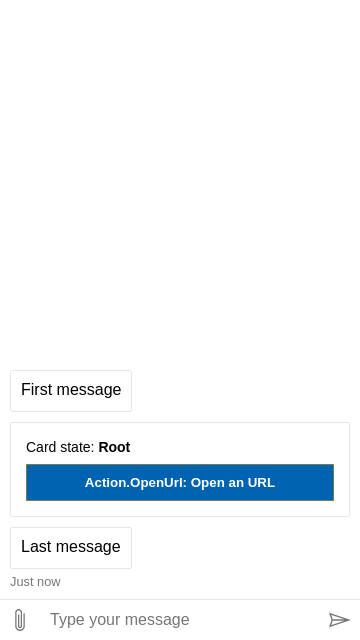 First message
Card state: Root
Action.OpenUrl: Open an URL
Last message
Just now
Type your message